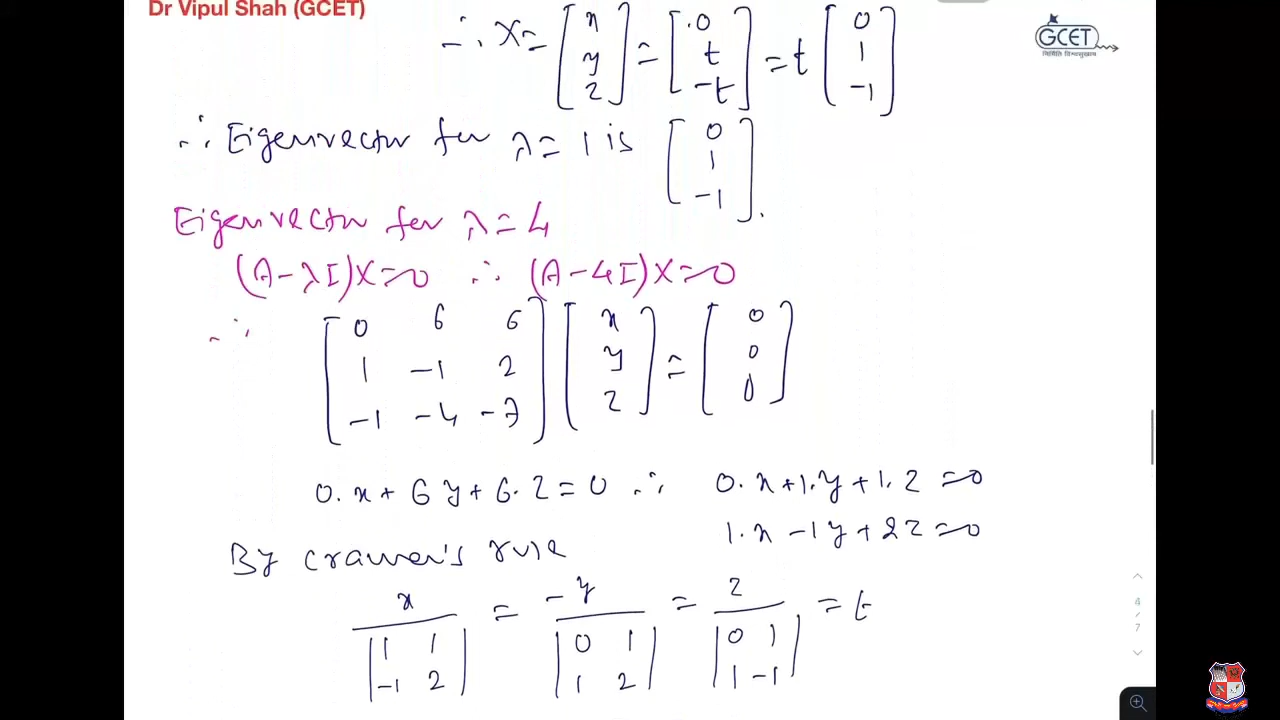 Dr Vipul Shah (GCET)
∴ X = [x y z] = [0 t -t] = t [0 1 -1]
GCET
∴ Eigenvector for λ = 1 is [0 1 -1].
Eigenvector for λ = 4
(A - λI)X = 0 ∴ (A - 4I)X = 0
∴ [0 6 6; 1 -1 2; -1 -4 -7] [x y z] = [0 0 0]
0.x + 6y + 6.z = 0 ∴ 0.x + 1.y + 1.z = 0
1.x - 1y + 2z = 0
By cramer's rule
x / |1 1; -1 2| = -y / |0 1; 1 2| = z / |0 1; 1 -1| = t
4
/
7